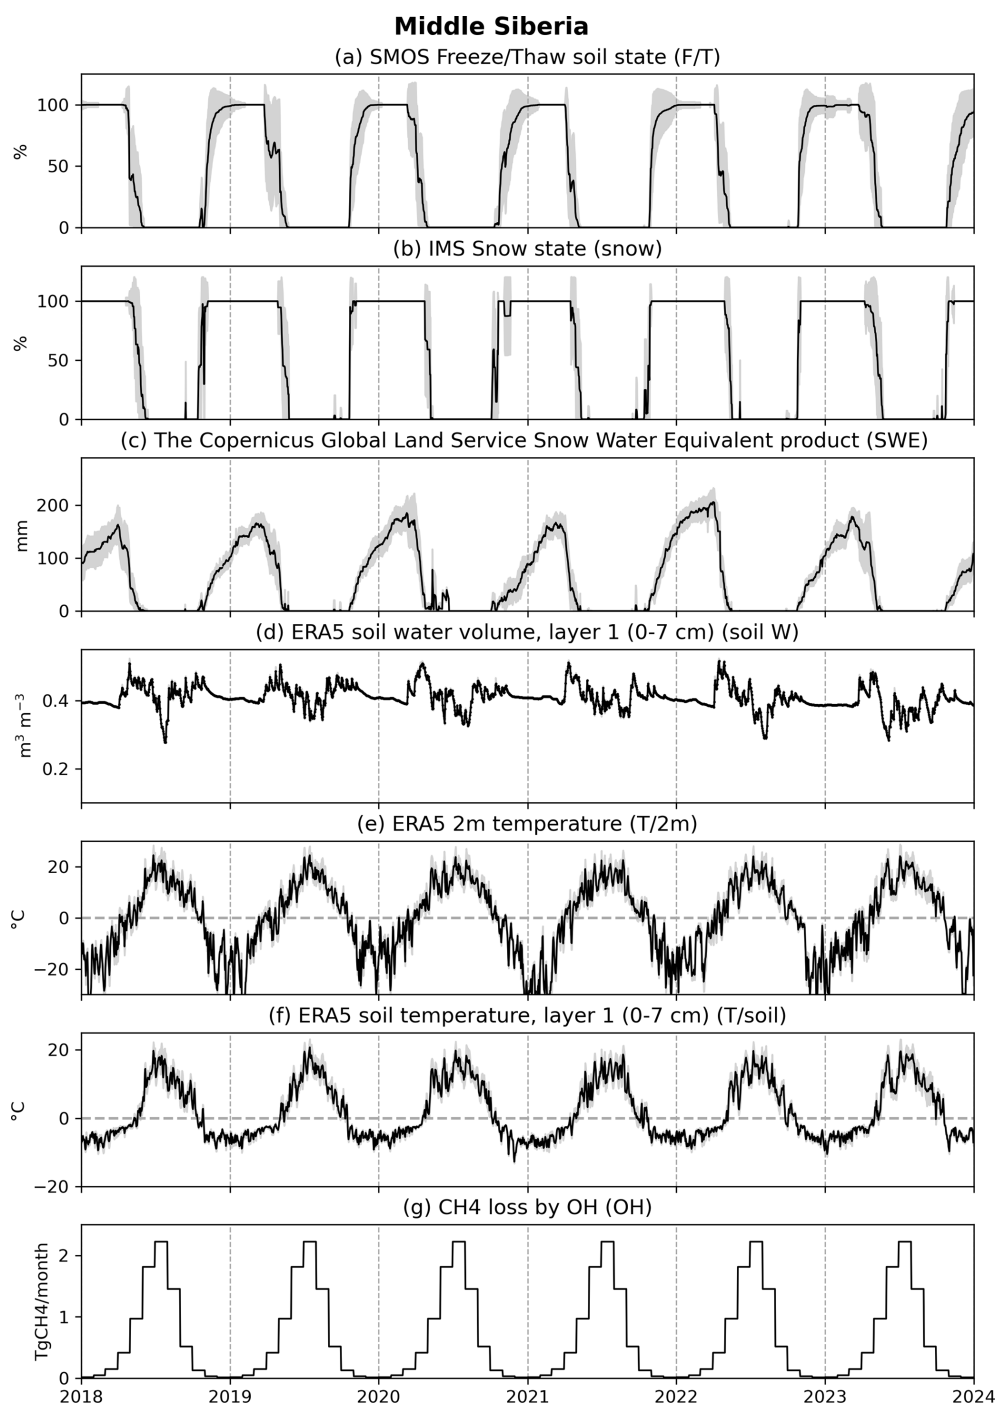 Middle Siberia
(a) SMOS Freeze/Thaw soil state (F/T)
100
50
0
%
(b) IMS Snow state (snow)
100
50
0
%
(c) The Copernicus Global Land Service Snow Water Equivalent product (SWE)
200
100
0
mm
(d) ERA5 soil water volume, layer 1 (0-7 cm) (soil W)
0.4
0.2
m³ m⁻³
(e) ERA5 2m temperature (T/2m)
20
0
−20
°C
(f) ERA5 soil temperature, layer 1 (0-7 cm) (T/soil)
20
0
−20
°C
(g) CH4 loss by OH (OH)
2
1
0
TgCH4/month
2018 2019 2020 2021 2022 2023 2024